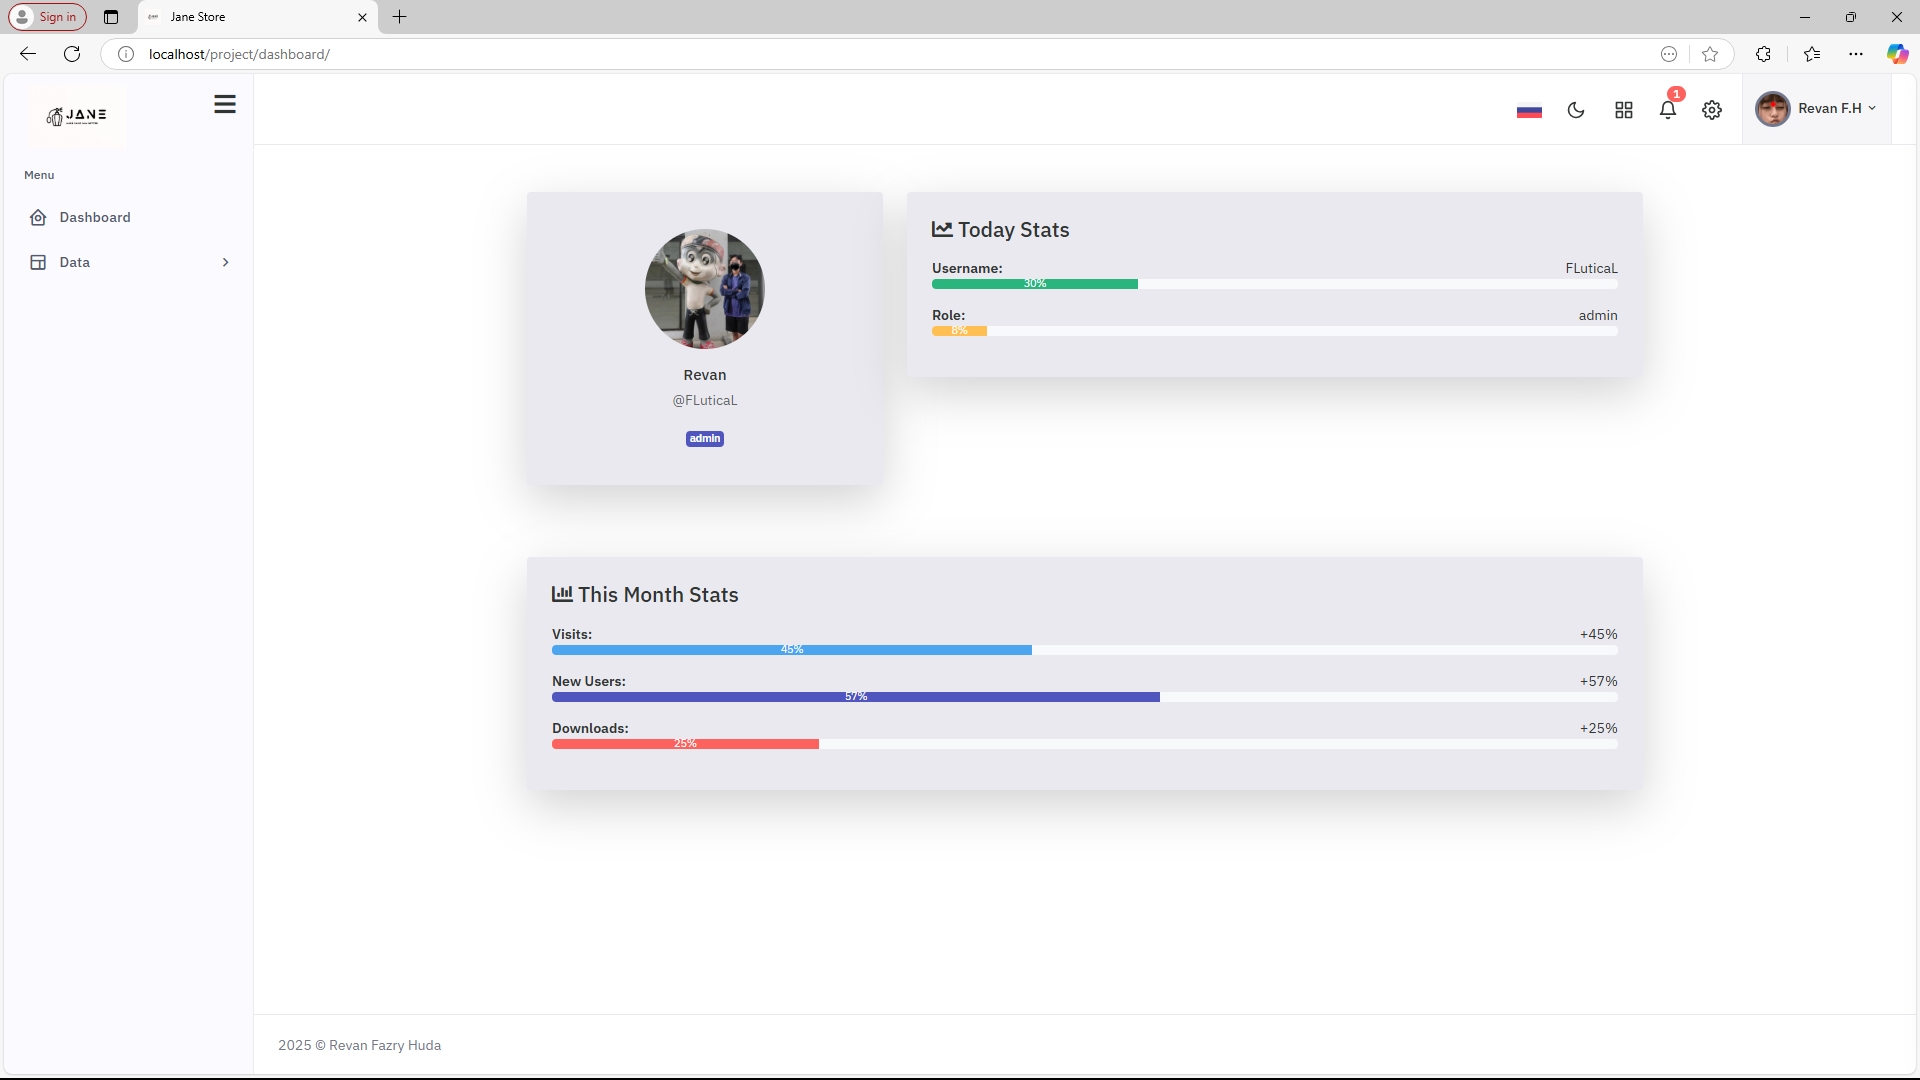 Sign in
Jane Store
localhost/project/dashboard/
JANE
1
Revan F.H
Menu
Dashboard
Data
Revan
@FLuticaL
admin
Today Stats
Username: FLuticaL
30%
Role: admin
8%
This Month Stats
Visits: +45%
45%
New Users: +57%
57%
Downloads: +25%
25%
2025 © Revan Fazry Huda